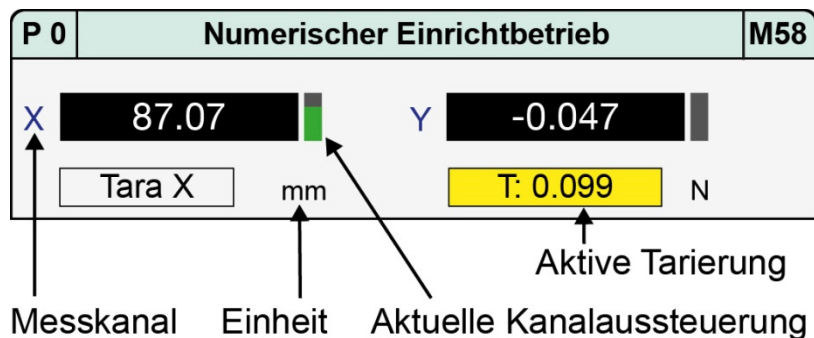 P 0 Numerischer Einrichtbetrieb M58
X 87.07 Y -0.047
Tara X mm T: 0.099 N
Aktive Tarierung
Messkanal Einheit Aktuelle Kanalaussteuerung